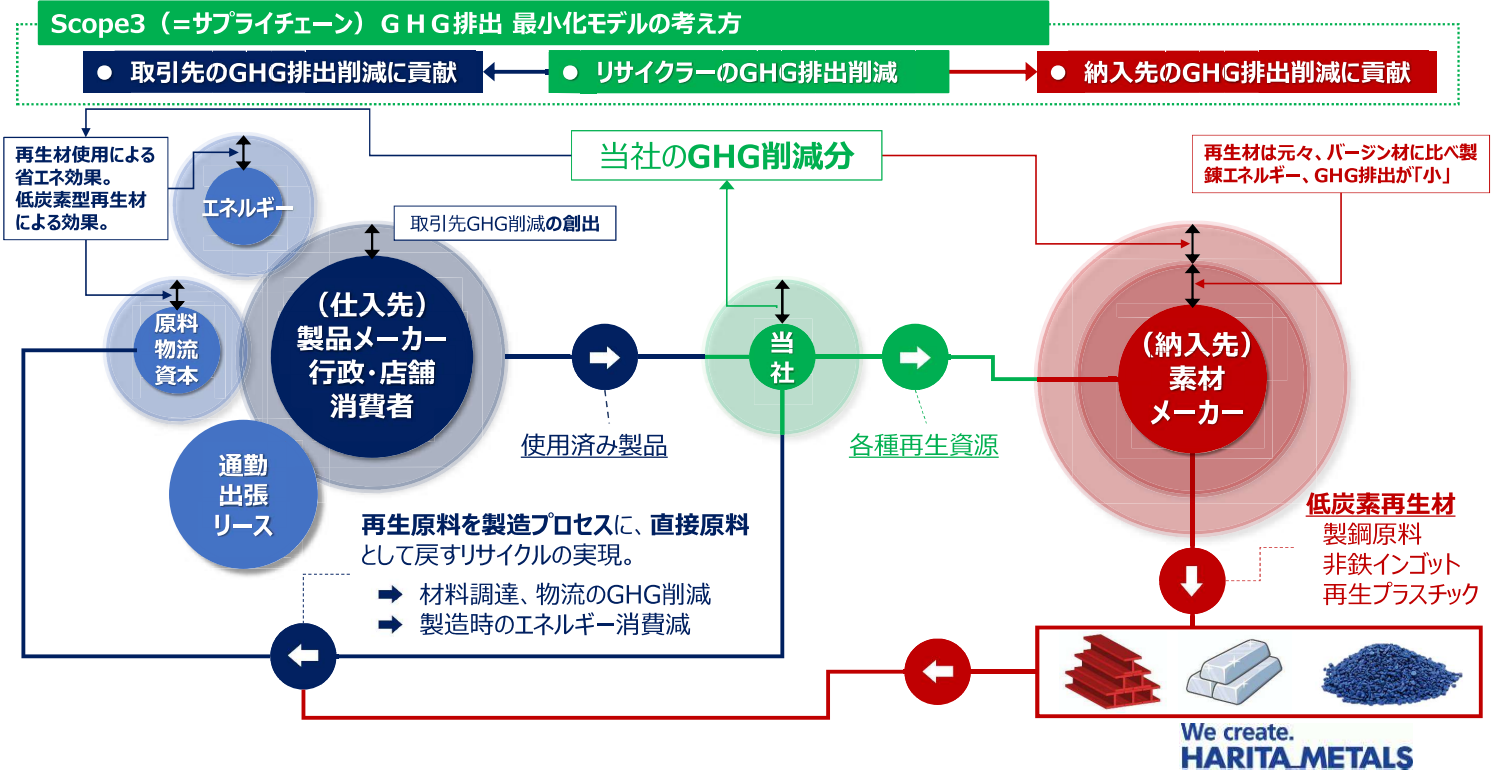 Scope3（=サプライチェーン）ＧＨＧ排出 最小化モデルの考え方
● 取引先のGHG排出削減に貢献
● リサイクラーのGHG排出削減
● 納入先のGHG排出削減に貢献
再生材使用による
省エネ効果。
低炭素型再生材
による効果。
エネルギー
当社のGHG削減分
再生材は元々、バージン材に比べ製
錬エネルギー、GHG排出が「小」
取引先GHG削減の創出
原料
物流
資本
（仕入先）
製品メーカー
行政・店舗
消費者
当
社
（納入先）
素材
メーカー
使用済み製品
各種再生資源
通勤
出張
リース
再生原料を製造プロセスに、直接原料
として戻すリサイクルの実現。
材料調達、物流のGHG削減
製造時のエネルギー消費減
低炭素再生材
製鋼原料
非鉄インゴット
再生プラスチック
We create.
HARITA METALS